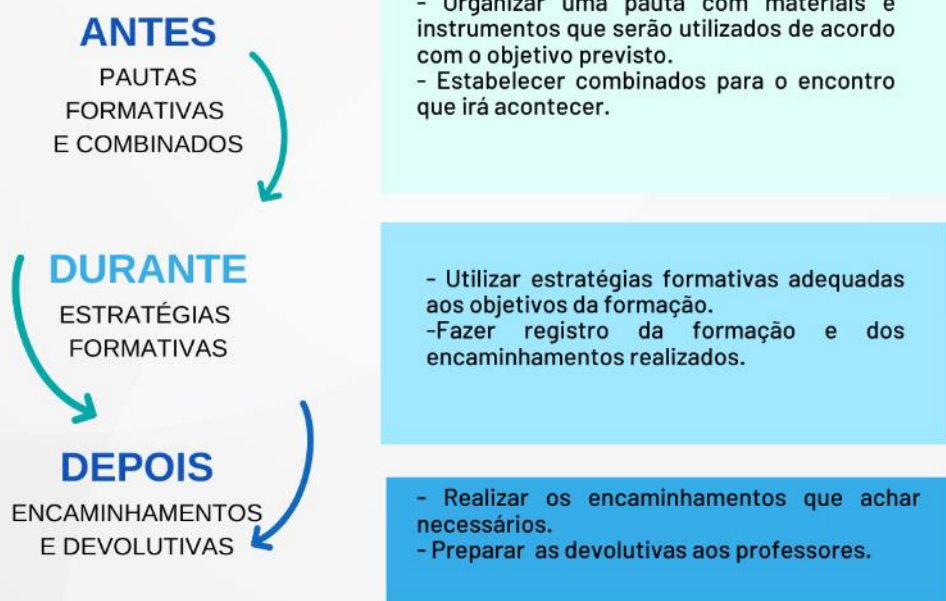 ANTES
PAUTAS
FORMATIVAS
E COMBINADOS
- Organizar uma pauta com materiais e
instrumentos que serão utilizados de acordo
com o objetivo previsto.
- Estabelecer combinados para o encontro
que irá acontecer.
DURANTE
ESTRATÉGIAS
FORMATIVAS
- Utilizar estratégias formativas adequadas
aos objetivos da formação.
-Fazer registro da formação e dos
encaminhamentos realizados.
DEPOIS
ENCAMINHAMENTOS
E DEVOLUTIVAS
- Realizar os encaminhamentos que achar
necessários.
- Preparar as devolutivas aos professores.